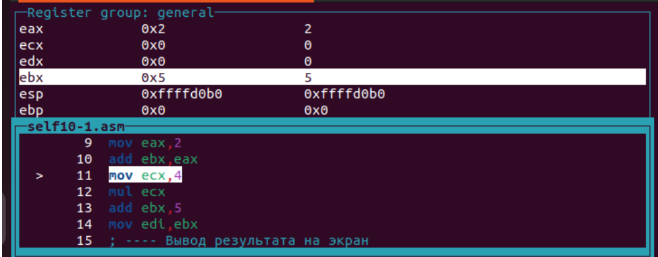 Register group: general
eax 0x2 2
ecx 0x0 0
edx 0x0 0
ebx 0x5 5
esp 0xffffd0b0 0xffffd0b0
ebp 0x0 0x0
self10-1.asm
9 mov eax,2
10 add ebx,eax
> 11 mov ecx,4
12 mul ecx
13 add ebx,5
14 mov edi,ebx
15 ; ---- Вывод результата на экран